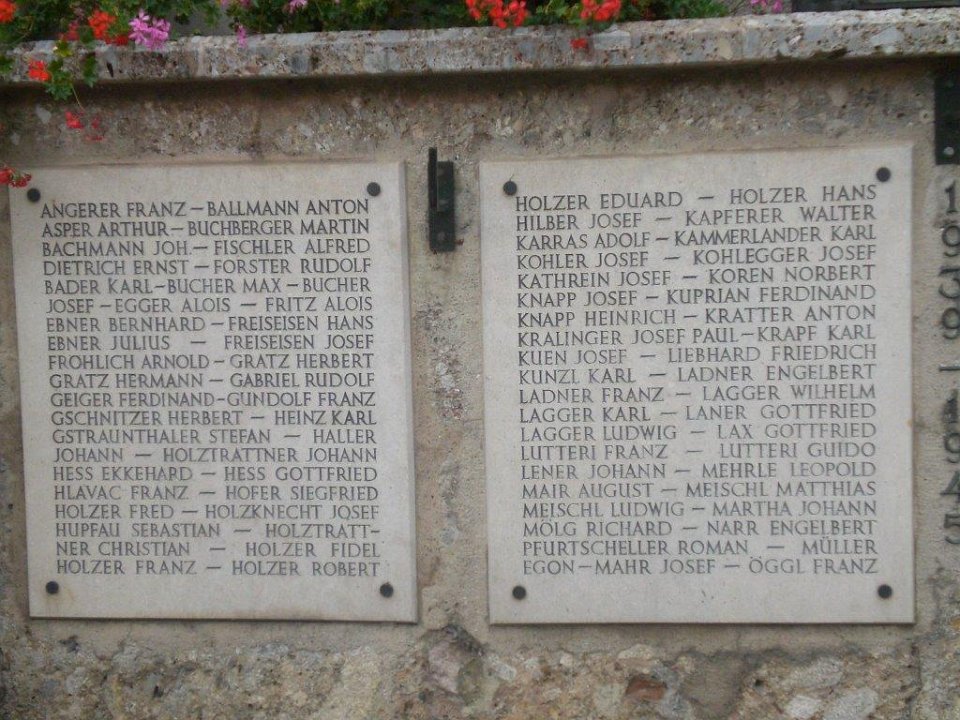 ANGERER FRANZ – BALLMANN ANTON
ASPER ARTHUR – BUCHBERGER MARTIN
BACHMANN JOH. – FISCHLER ALFRED
DIETRICH ERNST – FORSTER RUDOLF
BADER KARL – BUCHER MAX – BUCHER
JOSEF – EGGER ALOIS – FRITZ ALOIS
EBNER BERNHARD – FREISEISEN HANS
EBNER JULIUS – FREISEISEN JOSEF
FROHLICH ARNOLD – GRATZ HERBERT
GRATZ HERMANN – GABRIEL RUDOLF
GEIGER FERDINAND – GUNDOLF FRANZ
GSCHNITZER HERBERT – HEINZ KARL
GSTRAUNTHALER STEFAN – HALLER
JOHANN – HOLZTRATTNER JOHANN
HESS EKKEHARD – HESS GOTTFRIED
HLAVAC FRANZ – HOFER SIEGFRIED
HOLZER FRED – HOLZKNECHT JOSEF
HUPFAU SEBASTIAN – HOLZTRATT-
NER CHRISTIAN – HOLZER FIDEL
HOLZER FRANZ – HOLZER ROBERT
HOLZER EDUARD – HOLZER HANS
HILBER JOSEF – KAPFERER WALTER
KARRAS ADOLF – KAMMERLANDER KARL
KOHLER JOSEF – KOHLEGGER JOSEF
KATHREIN JOSEF – KOREN NORBERT
KNAPP JOSEF – KUPRIAN FERDINAND
KNAPP HEINRICH – KRATTER ANTON
KRALINGER JOSEF PAUL – KRAPF KARL
KUEN JOSEF – LIEBHARD FRIEDRICH
KUNZL KARL – LADNER ENGELBERT
LADNER FRANZ – LAGGER WILHELM
LAGGER KARL – LANER GOTTFRIED
LAGGER LUDWIG – LAX GOTTFRIED
LUTTERI FRANZ – LUTTERI GUIDO
LENER JOHANN – MEHRLE LEOPOLD
MAIR AUGUST – MEISCHL MATTHIAS
MEISCHL LUDWIG – MARTHA JOHANN
MÖLG RICHARD – NARR ENGELBERT
PFURTSCHELLER ROMAN – MÜLLER
EGON – MAHR JOSEF – ÖGGL FRANZ
1939-1945